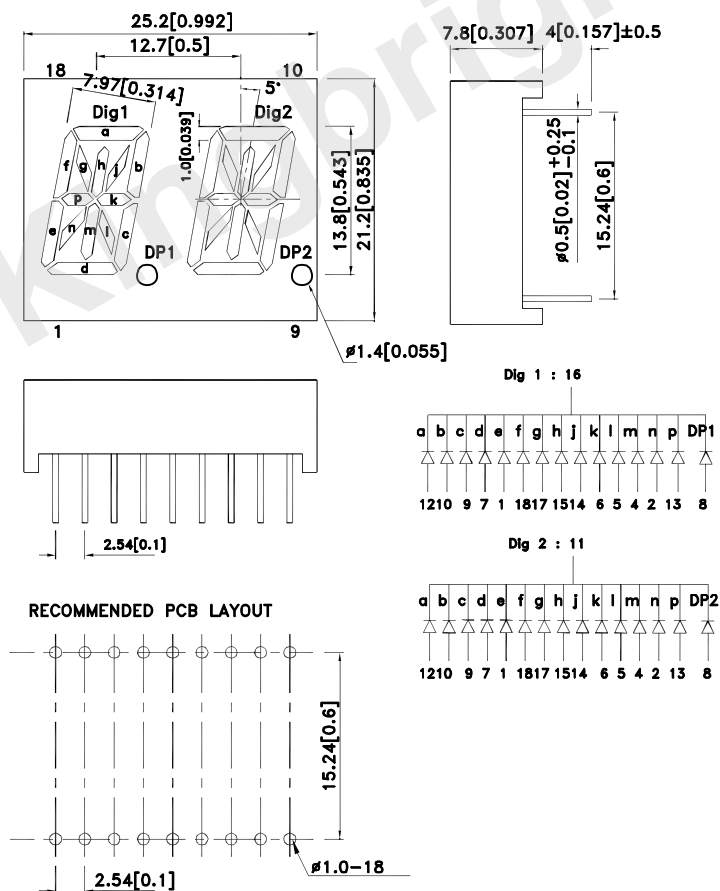 25.2[0.992]
12.7[0.5]
7.8[0.307]
4[0.157]±0.5
18
10
7.97[0.314]
5°
Dig1
Dig2
1.0[0.039]
a
f g h j b
p k
e n m l c
d
DP1
DP2
13.8[0.543]
21.2[0.835]
ø0.5[0.02]+0.25 -0.1
15.24[0.6]
1
9
ø1.4[0.055]
Kingbright
Dig 1 : 16
a b c d e f g h j k l m n p DP1
12 10 9 7 1 18 17 15 14 6 5 4 2 13 8
2.54[0.1]
Dig 2 : 11
a b c d e f g h j k l m n p DP2
12 10 9 7 1 18 17 15 14 6 5 4 2 13 8
RECOMMENDED PCB LAYOUT
15.24[0.6]
ø1.0-18
2.54[0.1]